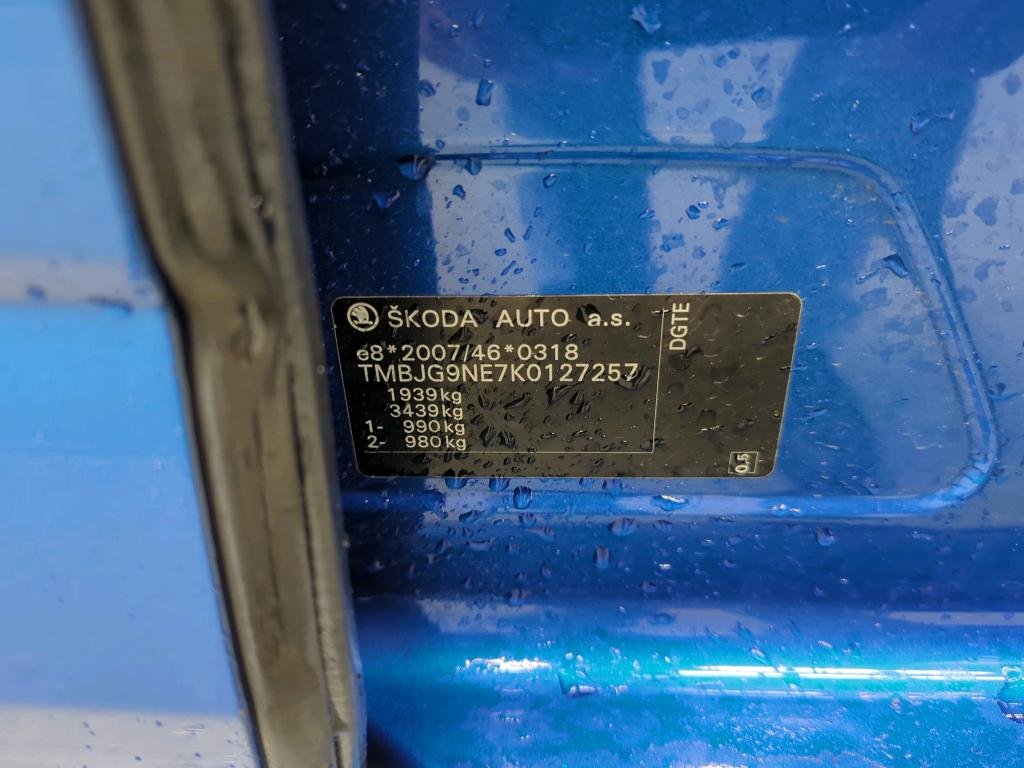 ŠKODA AUTO a.s.
e8*2007/46*0318
TMBJG9NE7K0127257
1939kg
3439kg
1- 990kg
2- 980kg
DGTE
0.5